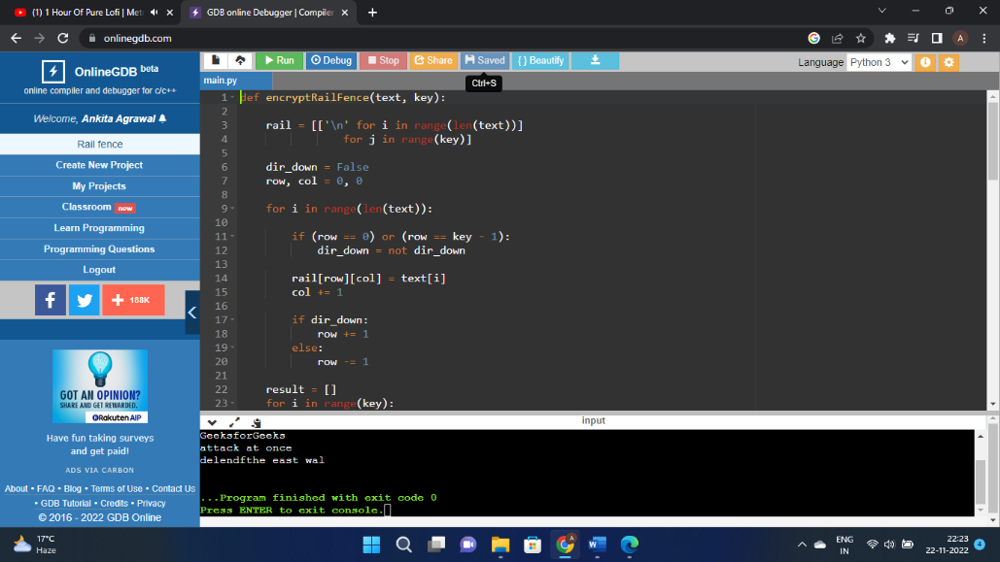 (1) 1 Hour Of Pure Lofi | Met
GDB online Debugger | Compiler
onlinegdb.com
A
OnlineGDB beta
online compiler and debugger for c/c++
Welcome, Ankita Agrawal
Rail fence
Create New Project
My Projects
Classroom new
Learn Programming
Programming Questions
Logout
f
188K
GOT AN OPINION?
SHARE AND GET REWARDED.
Rakuten AIP
Have fun taking surveys
and get paid!
ADS VIA CARBON
About • FAQ • Blog • Terms of Use • Contact Us
• GDB Tutorial • Credits • Privacy
© 2016 - 2022 GDB Online
Run Debug Stop Share Saved {} Beautify
Language Python 3
Ctrl+S
main.py
1 def encryptRailFence(text, key):
2
3 rail = [['\n' for i in range(len(text))]
4 for j in range(key)]
5
6 dir_down = False
7 row, col = 0, 0
8
9 for i in range(len(text)):
10
11 if (row == 0) or (row == key - 1):
12 dir_down = not dir_down
13
14 rail[row][col] = text[i]
15 col += 1
16
17 if dir_down:
18 row += 1
19 else:
20 row -= 1
21
22 result = []
23 for i in range(key):
input
GeeksforGeeks
attack at once
delendfthe east wal
...Program finished with exit code 0
Press ENTER to exit console.
17°C
Haze
W
A
ENG
IN
22:23
22-11-2022
4